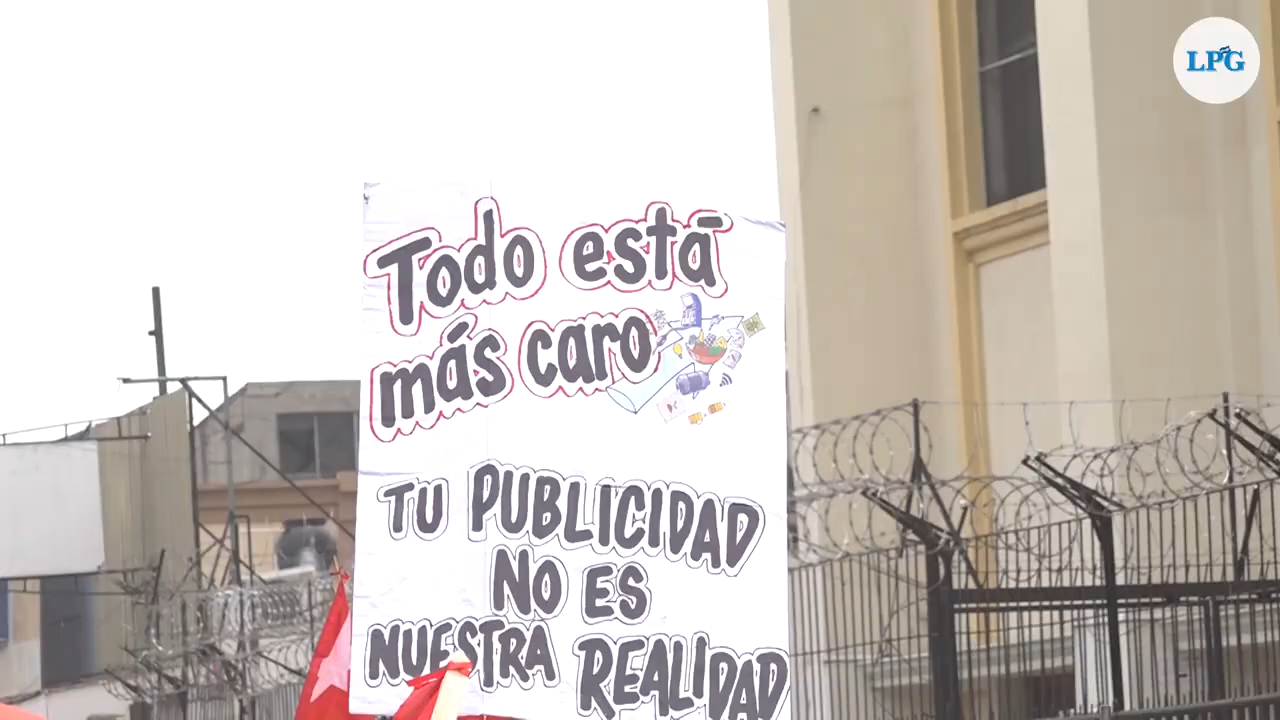 LPG
Todo está
más caro
TU PUBLICIDAD
NO ES
NUESTRA REALIDAD